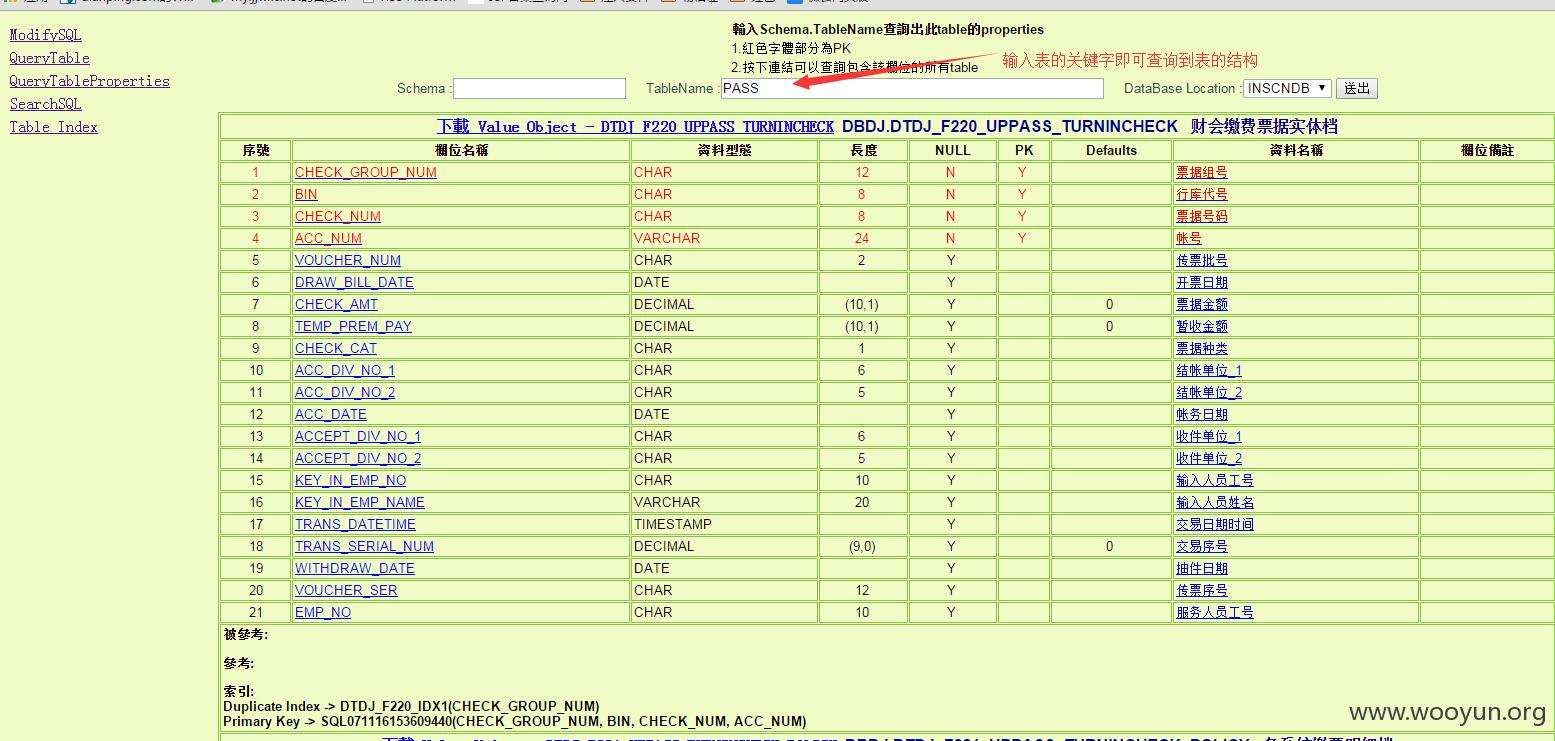 ModifySQL
QueryTable
QueryTableProperties
SearchSQL
Table Index
輸入Schema.TableName查詢出此table的properties
1.紅色字體部分為PK
2.按下連結可以查詢包含該欄位的所有table
输入表的关键字即可查询到表的结构
Schema : TableName : PASS DataBase Location : INSCNDB 送出
下載 Value Object - DTDJ_F220_UPPASS_TURNINCHECK DBDJ.DTDJ_F220_UPPASS_TURNINCHECK 财会缴费票据实体档
序號 欄位名稱 資料型態 長度 NULL PK Defaults 資料名稱 欄位備註
1 CHECK_GROUP_NUM CHAR 12 N Y 票据组号
2 BIN CHAR 8 N Y 行库代号
3 CHECK_NUM CHAR 8 N Y 票据号码
4 ACC_NUM VARCHAR 24 N Y 帐号
5 VOUCHER_NUM CHAR 2 Y 传票批号
6 DRAW_BILL_DATE DATE Y 开票日期
7 CHECK_AMT DECIMAL (10,1) Y 0 票据金额
8 TEMP_PREM_PAY DECIMAL (10,1) Y 0 暂收金额
9 CHECK_CAT CHAR 1 Y 票据种类
10 ACC_DIV_NO_1 CHAR 6 Y 结帐单位_1
11 ACC_DIV_NO_2 CHAR 5 Y 结帐单位_2
12 ACC_DATE DATE Y 帐务日期
13 ACCEPT_DIV_NO_1 CHAR 6 Y 收件单位_1
14 ACCEPT_DIV_NO_2 CHAR 5 Y 收件单位_2
15 KEY_IN_EMP_NO CHAR 10 Y 输入人员工号
16 KEY_IN_EMP_NAME VARCHAR 20 Y 输入人员姓名
17 TRANS_DATETIME TIMESTAMP Y 交易日期时间
18 TRANS_SERIAL_NUM DECIMAL (9,0) Y 0 交易序号
19 WITHDRAW_DATE DATE Y 抽件日期
20 VOUCHER_SER CHAR 12 Y 传票序号
21 EMP_NO CHAR 10 Y 服务人员工号
被參考:
參考:
索引:
Duplicate Index -> DTDJ_F220_IDX1(CHECK_GROUP_NUM)
Primary Key -> SQL071116153609440(CHECK_GROUP_NUM, BIN, CHECK_NUM, ACC_NUM)
www.wooyun.org